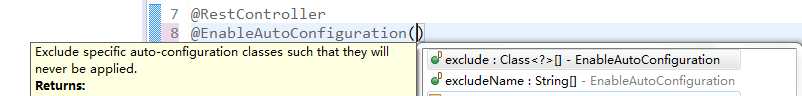 7 @RestController
8 @EnableAutoConfiguration()
Exclude specific auto-configuration classes such that they will
never be applied.
Returns:
exclude : Class<?>[] - EnableAutoConfiguration
excludeName : String[] - EnableAutoConfiguration